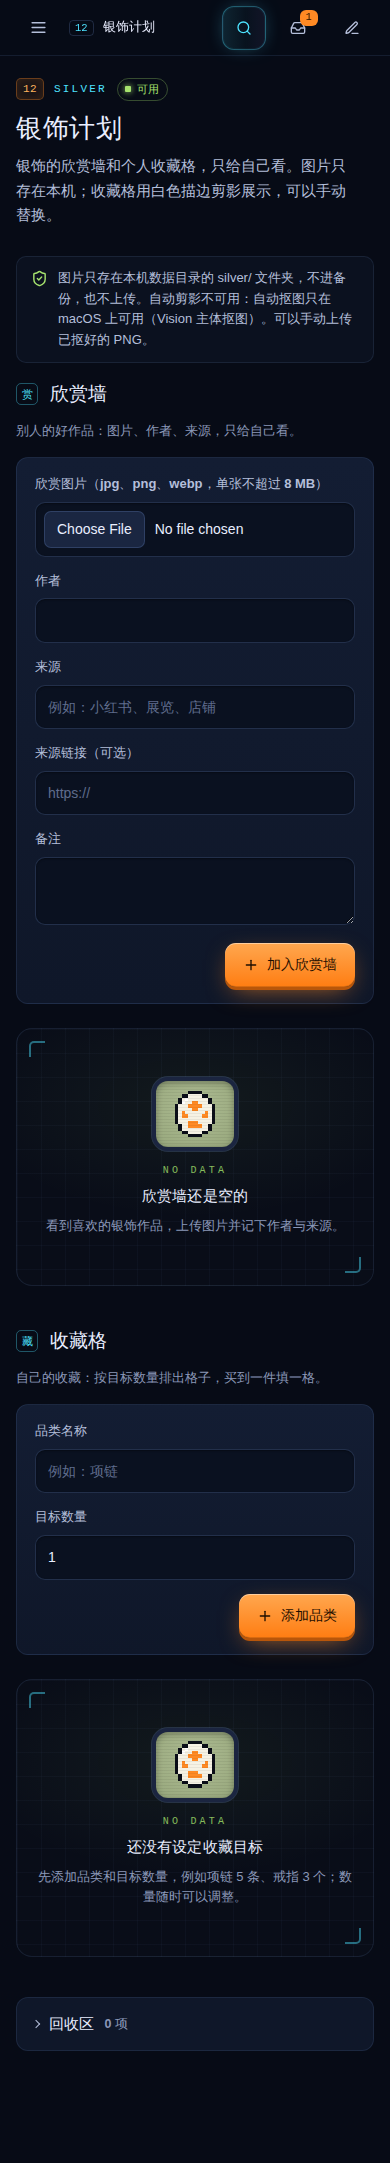 12 银饰计划 1
12 SILVER 可用
银饰计划
银饰的欣赏墙和个人收藏格，只给自己看。图片只
存在本机；收藏格用白色描边剪影展示，可以手动
替换。
图片只存在本机数据目录的 silver/ 文件夹，不进备
份，也不上传。自动剪影不可用：自动抠图只在
macOS 上可用（Vision 主体抠图）。可以手动上传
已抠好的 PNG。
赏 欣赏墙
别人的好作品：图片、作者、来源，只给自己看。
欣赏图片（jpg、png、webp，单张不超过 8 MB）
Choose File No file chosen
作者
来源
例如：小红书、展览、店铺
来源链接（可选）
https://
备注
加入欣赏墙
NO DATA
欣赏墙还是空的
看到喜欢的银饰作品，上传图片并记下作者与来源。
藏 收藏格
自己的收藏：按目标数量排出格子，买到一件填一格。
品类名称
例如：项链
目标数量
1
添加品类
NO DATA
还没有设定收藏目标
先添加品类和目标数量，例如项链 5 条、戒指 3 个；数
量随时可以调整。
回收区 0 项